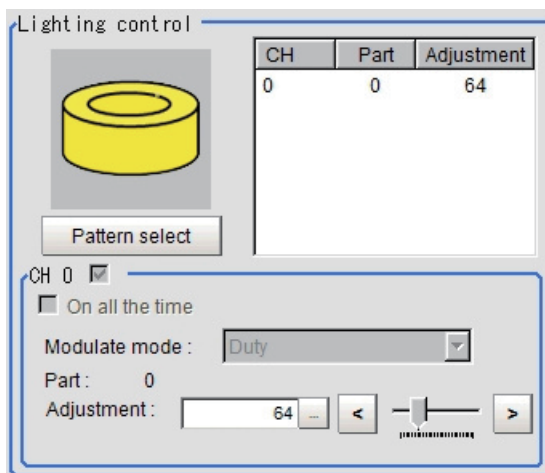 Lighting control
CH Part Adjustment
0 0 64
Pattern select
CH 0
On all the time
Modulate mode : Duty
Part : 0
Adjustment : 64 ... < >